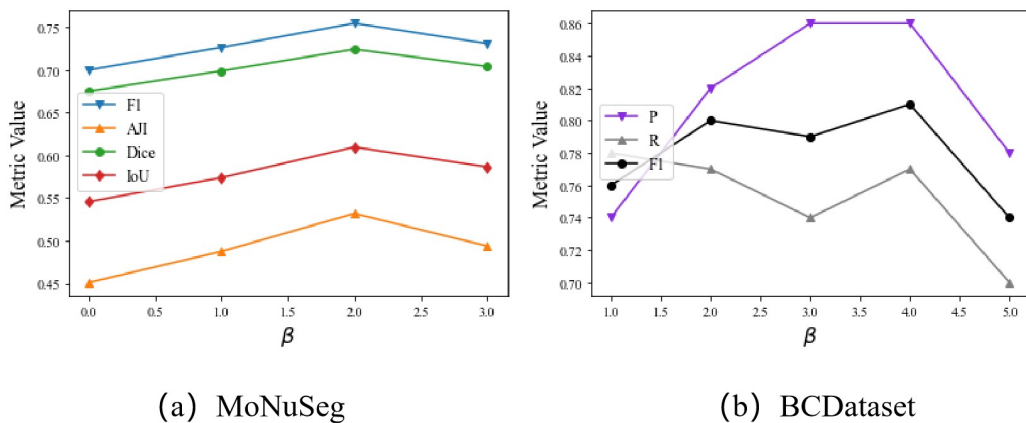 0.75
0.70
0.65
0.60
0.55
0.50
0.45
Metric Value
F1
AJI
Dice
IoU
0.0 0.5 1.0 1.5 2.0 2.5 3.0
β
(a) MoNuSeg
0.86
0.84
0.82
0.80
0.78
0.76
0.74
0.72
0.70
Metric Value
P
R
F1
1.0 1.5 2.0 2.5 3.0 3.5 4.0 4.5 5.0
β
(b) BCDataset